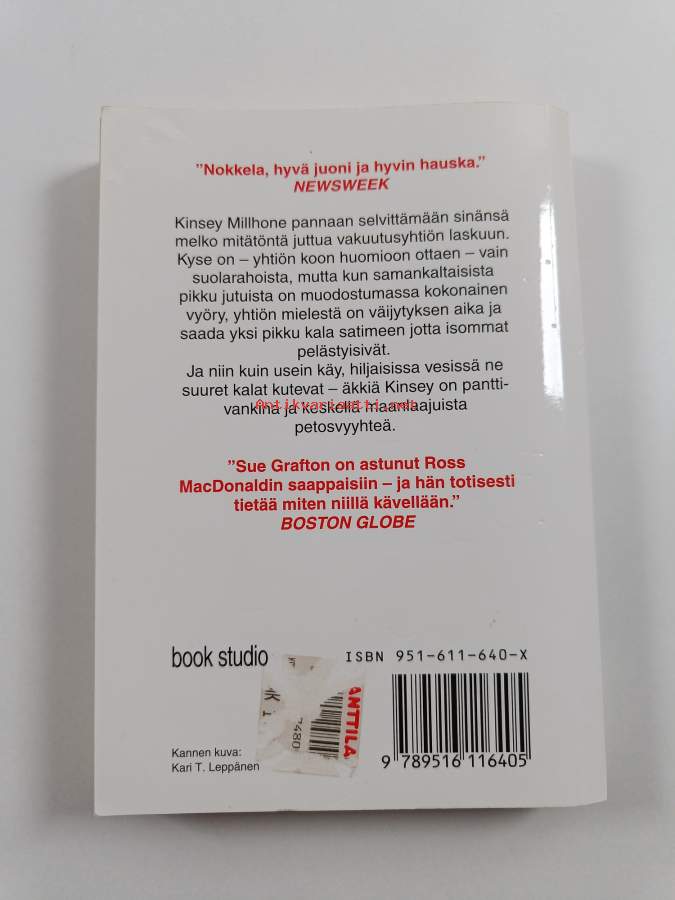 "Nokkela, hyvä juoni ja hyvin hauska."
NEWSWEEK
Kinsey Millhone pannaan selvittämään sinänsä
melko mitätöntä juttua vakuutusyhtiön laskuun.
Kyse on – yhtiön koon huomioon ottaen – vain
suolarahoista, mutta kun samankaltaisista
pikku jutuista on muodostumassa kokonainen
vyöry, yhtiön mielestä on väijytyksen aika ja
saada yksi pikku kala satimeen jotta isommat
pelästyisivät.
Ja niin kuin usein käy, hiljaisissa vesissä ne
suuret kalat kutevat – äkkiä Kinsey on pantti-
vankina ja keskellä maanlaajuista
Antikvariaatti.net
petosvyyhteä.
"Sue Grafton on astunut Ross
MacDonaldin saappaisiin – ja hän totisesti
tietää miten niillä kävellään."
BOSTON GLOBE
book studio
ISBN 951-611-640-X
ANTTILA
7480
Kannen kuva:
Kari T. Leppänen
9 789516 116405